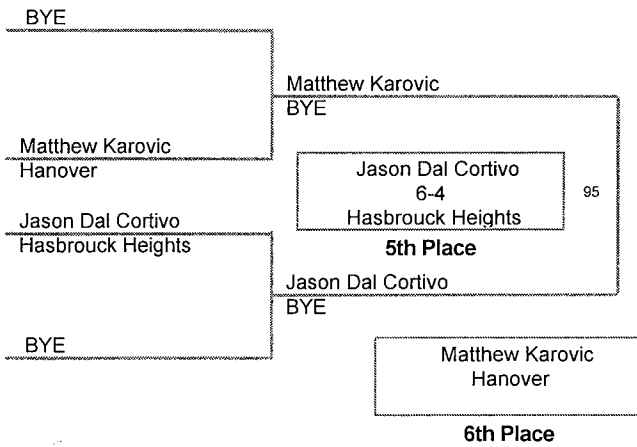 BYE
Matthew Karovic
BYE
Matthew Karovic
Hanover
Jason Dal Cortivo
6-4
Hasbrouck Heights
95
5th Place
Jason Dal Cortivo
Hasbrouck Heights
Jason Dal Cortivo
BYE
BYE
Matthew Karovic
Hanover
6th Place